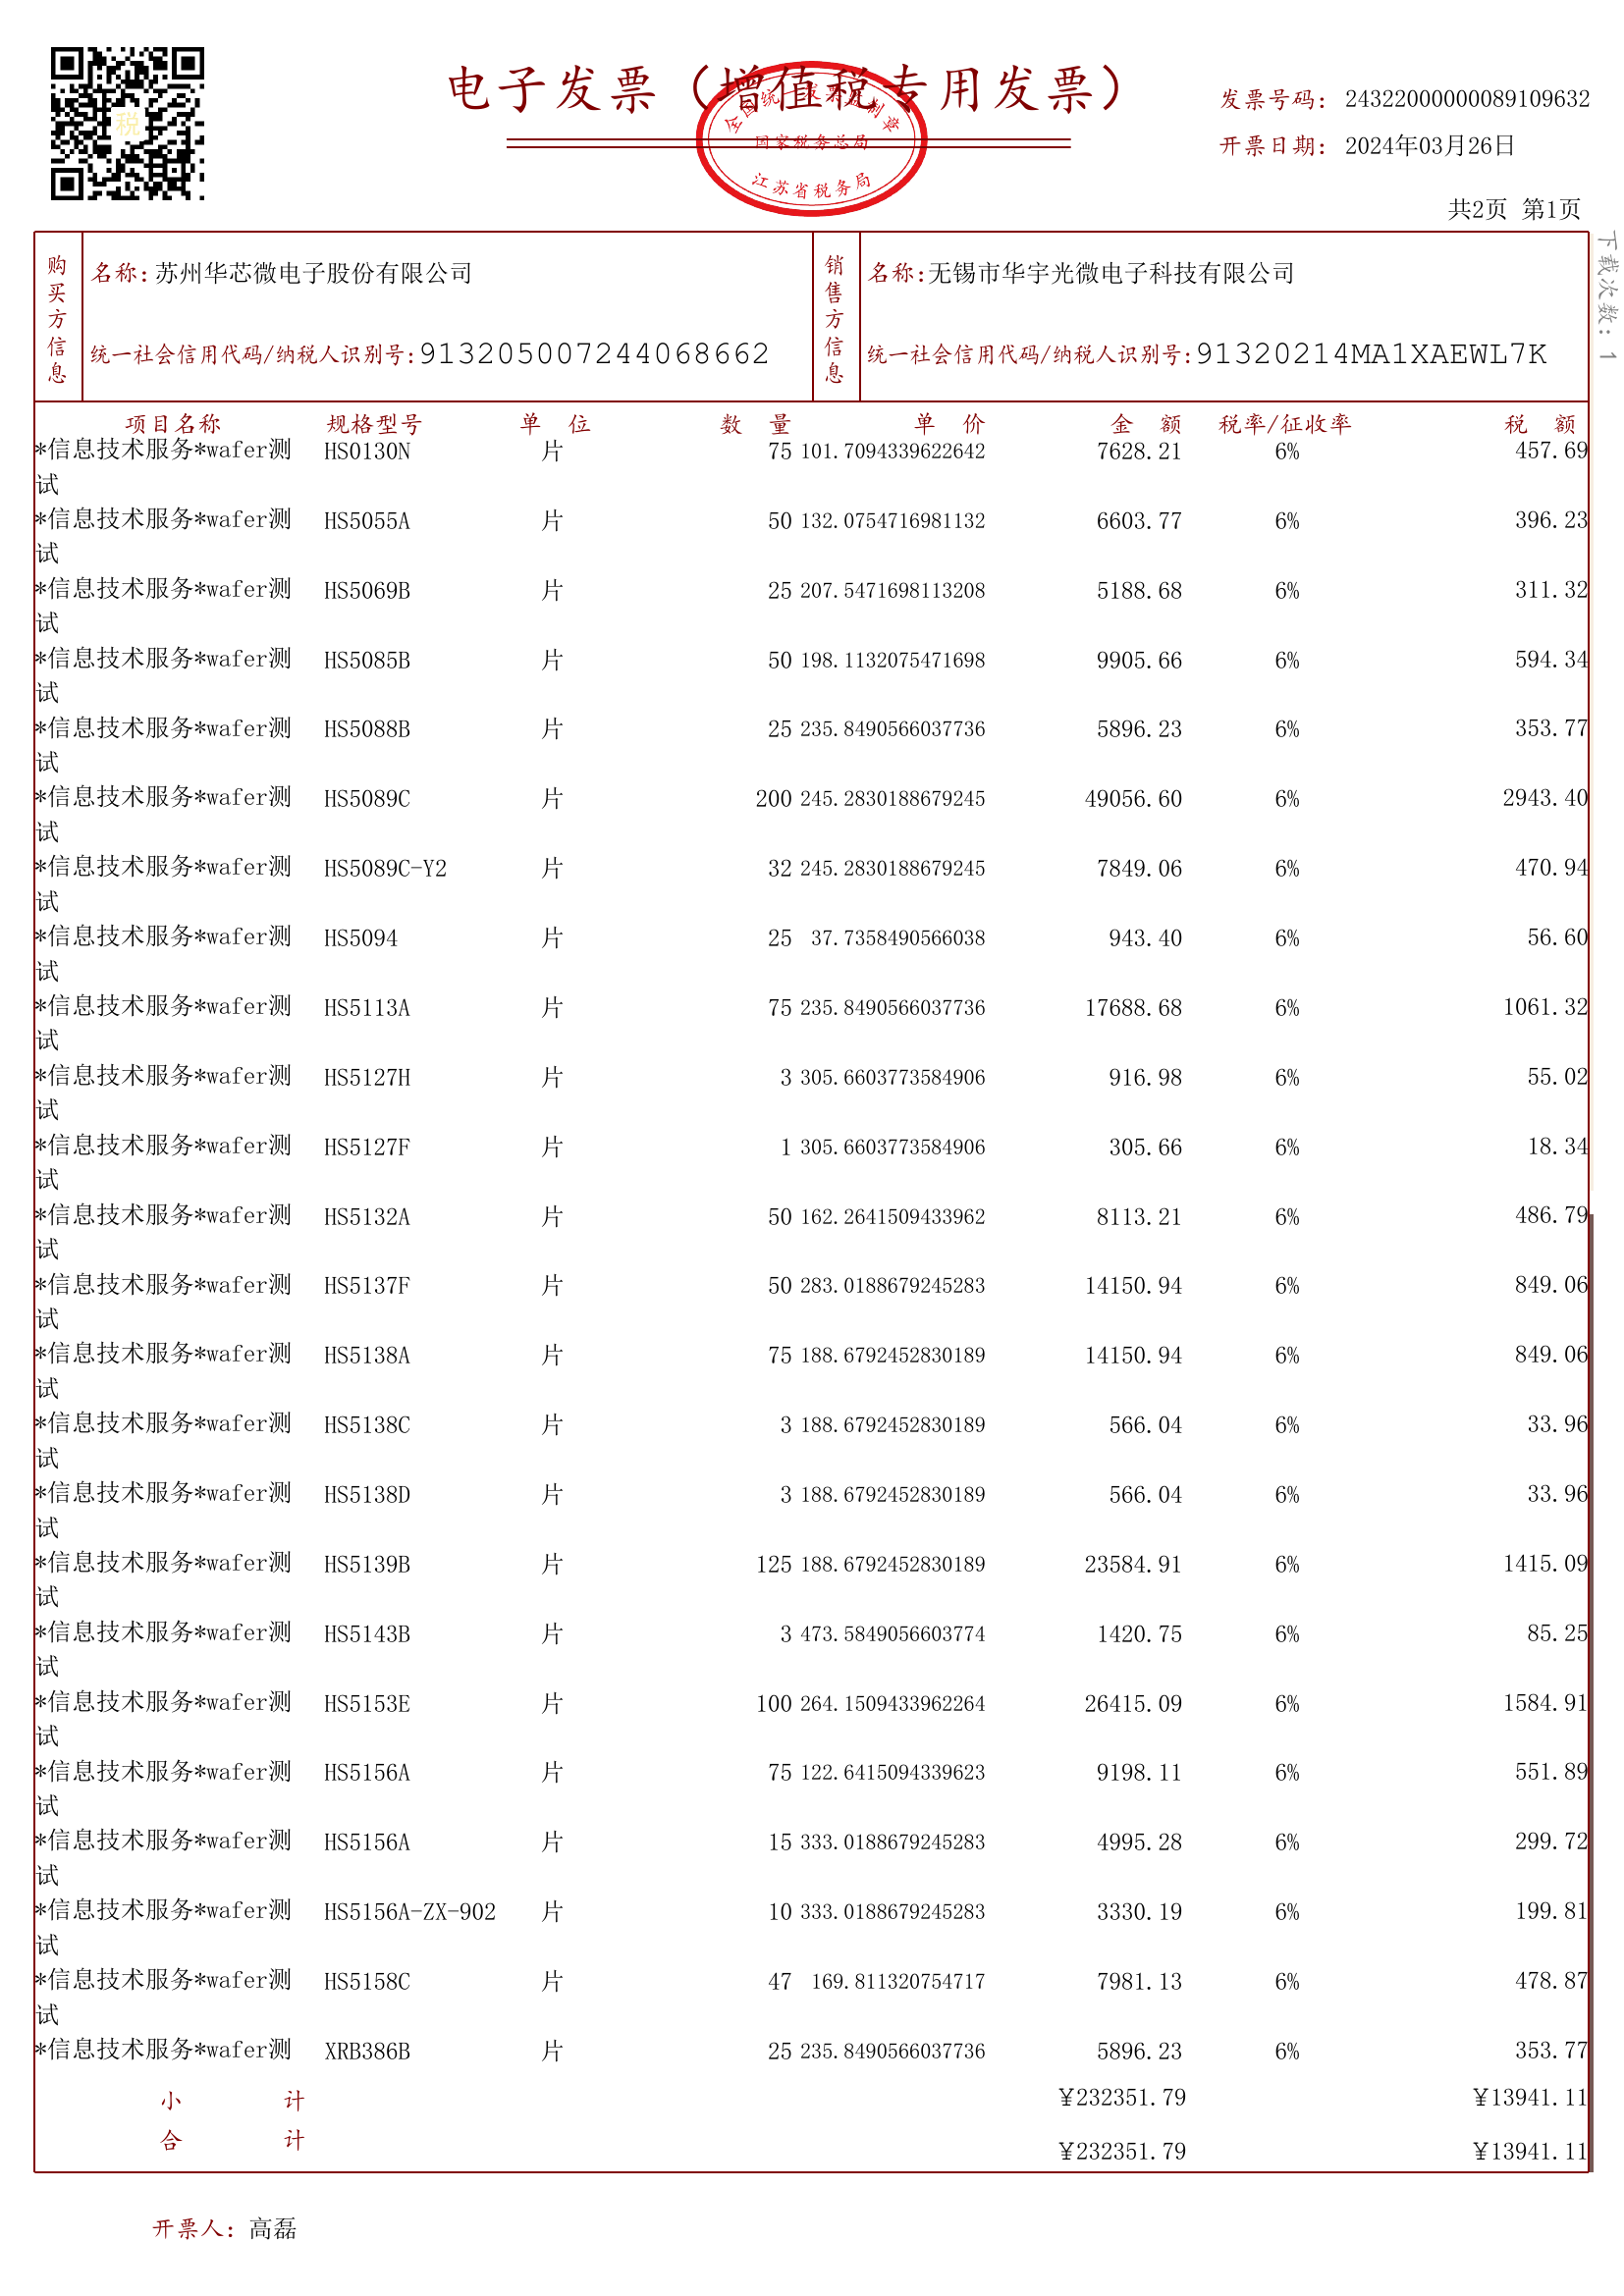 电子发票（增值税专用发票）
全国统一发票监制章
国家税务总局
江苏省税务局
税
发票号码：24322000000089109632
开票日期：2024年03月26日
共2页 第1页
下载次数：1
购买方信息 名称：苏州华芯微电子股份有限公司 销售方信息 名称：无锡市华宇光微电子科技有限公司
统一社会信用代码/纳税人识别号：913205007244068662 统一社会信用代码/纳税人识别号：91320214MA1XAEWL7K
项目名称 规格型号 单位 数量 单价 金额 税率/征收率 税额
*信息技术服务*wafer测 HS0130N 片 75 101.7094339622642 7628.21 6% 457.69
试
*信息技术服务*wafer测 HS5055A 片 50 132.0754716981132 6603.77 6% 396.23
试
*信息技术服务*wafer测 HS5069B 片 25 207.5471698113208 5188.68 6% 311.32
试
*信息技术服务*wafer测 HS5085B 片 50 198.1132075471698 9905.66 6% 594.34
试
*信息技术服务*wafer测 HS5088B 片 25 235.8490566037736 5896.23 6% 353.77
试
*信息技术服务*wafer测 HS5089C 片 200 245.2830188679245 49056.60 6% 2943.40
试
*信息技术服务*wafer测 HS5089C-Y2 片 32 245.2830188679245 7849.06 6% 470.94
试
*信息技术服务*wafer测 HS5094 片 25 37.7358490566038 943.40 6% 56.60
试
*信息技术服务*wafer测 HS5113A 片 75 235.8490566037736 17688.68 6% 1061.32
试
*信息技术服务*wafer测 HS5127H 片 3 305.6603773584906 916.98 6% 55.02
试
*信息技术服务*wafer测 HS5127F 片 1 305.6603773584906 305.66 6% 18.34
试
*信息技术服务*wafer测 HS5132A 片 50 162.2641509433962 8113.21 6% 486.79
试
*信息技术服务*wafer测 HS5137F 片 50 283.0188679245283 14150.94 6% 849.06
试
*信息技术服务*wafer测 HS5138A 片 75 188.6792452830189 14150.94 6% 849.06
试
*信息技术服务*wafer测 HS5138C 片 3 188.6792452830189 566.04 6% 33.96
试
*信息技术服务*wafer测 HS5138D 片 3 188.6792452830189 566.04 6% 33.96
试
*信息技术服务*wafer测 HS5139B 片 125 188.6792452830189 23584.91 6% 1415.09
试
*信息技术服务*wafer测 HS5143B 片 3 473.5849056603774 1420.75 6% 85.25
试
*信息技术服务*wafer测 HS5153E 片 100 264.1509433962264 26415.09 6% 1584.91
试
*信息技术服务*wafer测 HS5156A 片 75 122.6415094339623 9198.11 6% 551.89
试
*信息技术服务*wafer测 HS5156A 片 15 333.0188679245283 4995.28 6% 299.72
试
*信息技术服务*wafer测 HS5156A-ZX-902 片 10 333.0188679245283 3330.19 6% 199.81
试
*信息技术服务*wafer测 HS5158C 片 47 169.811320754717 7981.13 6% 478.87
试
*信息技术服务*wafer测 XRB386B 片 25 235.8490566037736 5896.23 6% 353.77
小计 ¥232351.79 ¥13941.11
合计 ¥232351.79 ¥13941.11
开票人：高磊